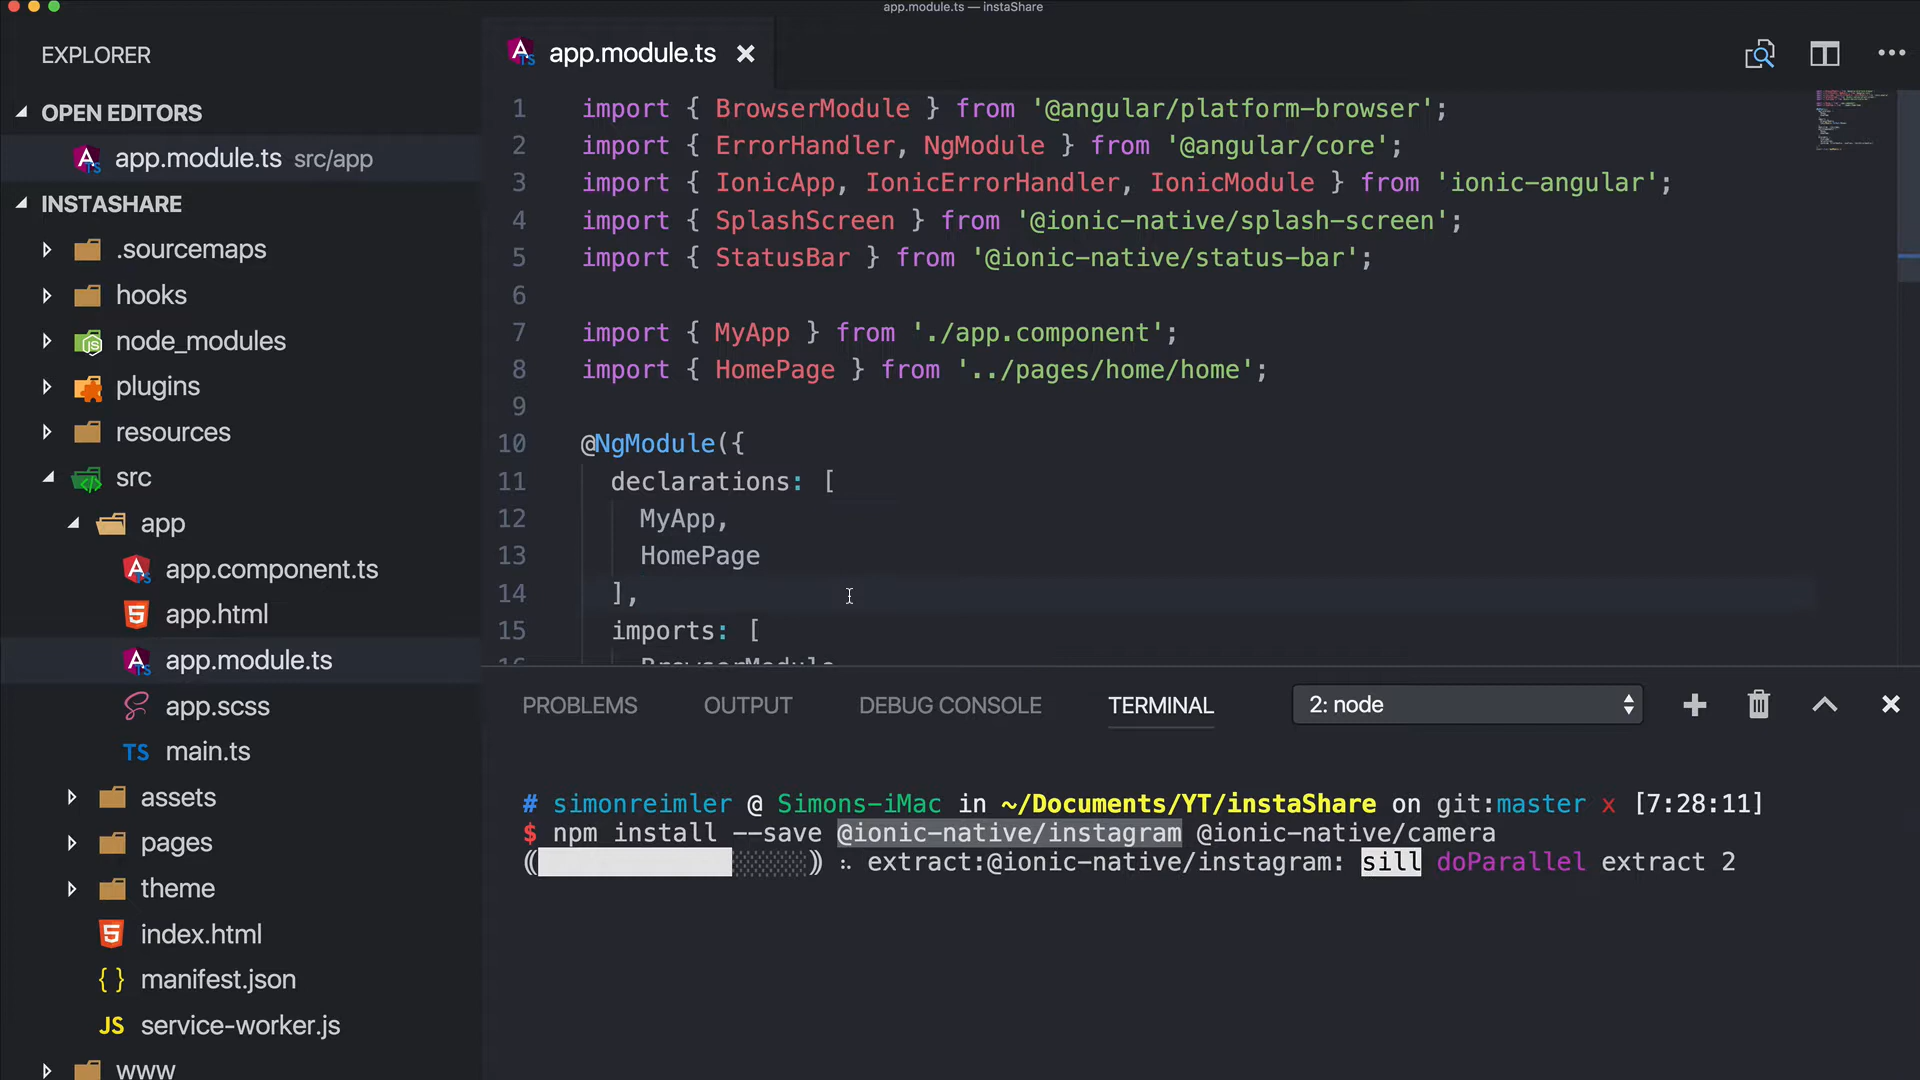 app.module.ts — instaShare
EXPLORER
OPEN EDITORS
app.module.ts src/app
INSTASHARE
.sourcemaps
hooks
node_modules
plugins
resources
src
app
app.component.ts
app.html
app.module.ts
app.scss
TS main.ts
assets
pages
theme
index.html
{ } manifest.json
JS service-worker.js
www
app.module.ts
1 import { BrowserModule } from '@angular/platform-browser';
2 import { ErrorHandler, NgModule } from '@angular/core';
3 import { IonicApp, IonicErrorHandler, IonicModule } from 'ionic-angular';
4 import { SplashScreen } from '@ionic-native/splash-screen';
5 import { StatusBar } from '@ionic-native/status-bar';
6
7 import { MyApp } from './app.component';
8 import { HomePage } from '../pages/home/home';
9
10 @NgModule({
11 declarations: [
12 MyApp,
13 HomePage
14 ],
15 imports: [
16 BrowserModule
PROBLEMS OUTPUT DEBUG CONSOLE TERMINAL 2: node
# simonreimler @ Simons-iMac in ~/Documents/YT/instaShare on git:master x [7:28:11]
$ npm install --save @ionic-native/instagram @ionic-native/camera
extract:@ionic-native/instagram: sill doParallel extract 2